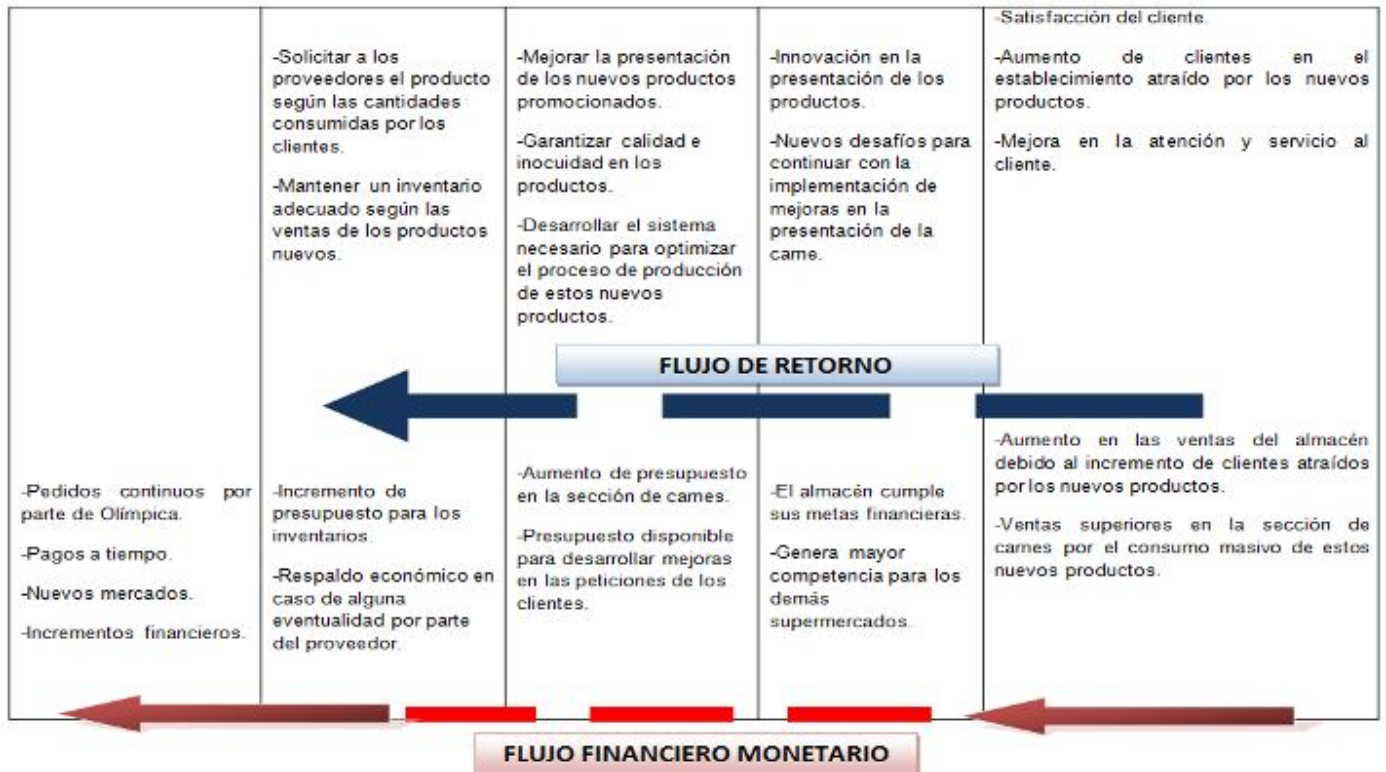 -Solicitar a los
proveedores el producto
según las cantidades
consumidas por los
clientes.
-Mantener un inventario
adecuado según las
ventas de los productos
nuevos.
-Mejorar la presentación
de los nuevos productos
promocionados.
-Garantizar calidad e
inocuidad en los
productos.
-Desarrollar el sistema
necesario para optimizar
el proceso de producción
de estos nuevos
productos.
-Innovación en la
presentación de los
productos.
-Nuevos desafíos para
continuar con la
implementación de
mejoras en la
presentación de la
carne.
-Satisfacción del cliente.
-Aumento de clientes en el
establecimiento atraído por los nuevos
productos.
-Mejora en la atención y servicio al
cliente.
FLUJO DE RETORNO
-Pedidos continuos por
parte de Olímpica.
-Pagos a tiempo.
-Nuevos mercados.
-Incrementos financieros.
-Incremento de
presupuesto para los
inventarios.
-Respaldo económico en
caso de alguna
eventualidad por parte
del proveedor.
-Aumento de presupuesto
en la sección de carnes.
-Presupuesto disponible
para desarrollar mejoras
en las peticiones de los
clientes.
-El almacén cumple
sus metas financieras.
-Genera mayor
competencia para los
demás
supermercados.
-Aumento en las ventas del almacén
debido al incremento de clientes atraídos
por los nuevos productos.
-Ventas superiores en la sección de
carnes por el consumo masivo de estos
nuevos productos.
FLUJO FINANCIERO MONETARIO